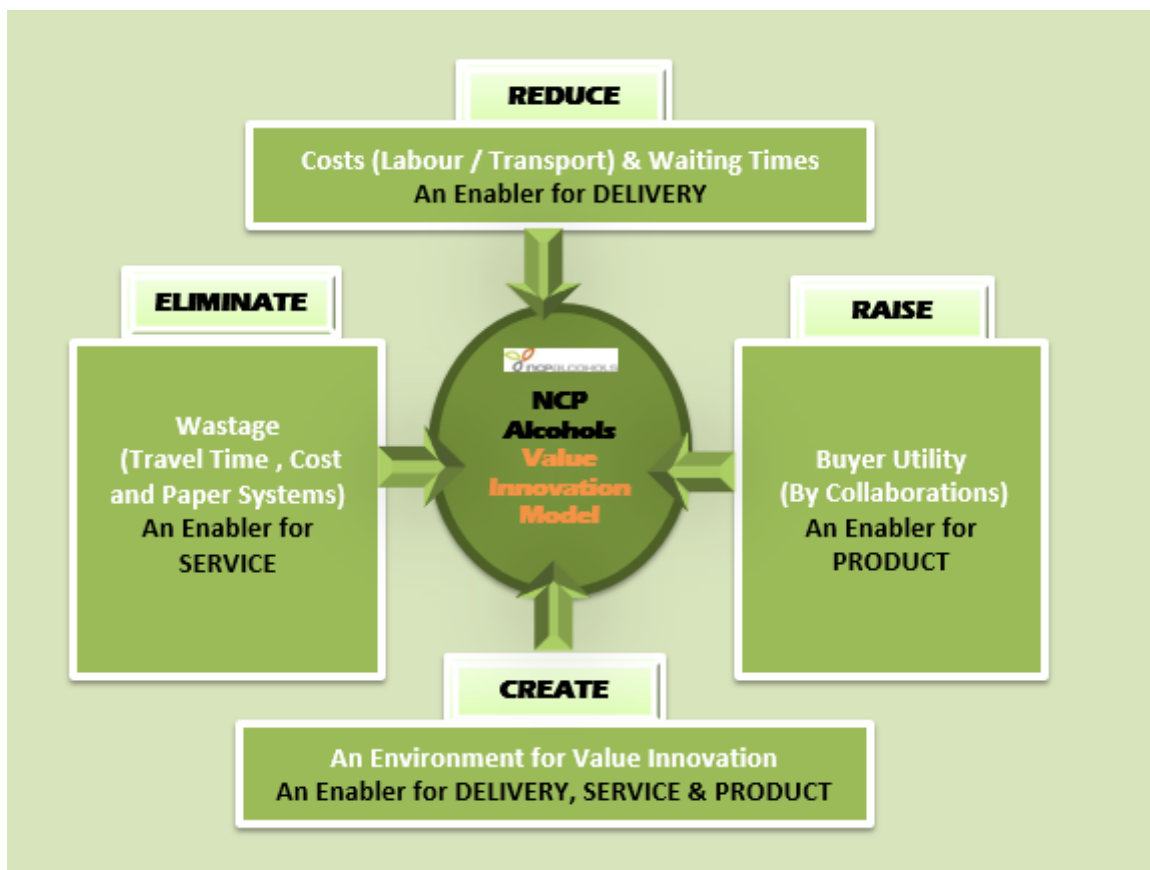 REDUCE
Costs (Labour / Transport) & Waiting Times
An Enabler for DELIVERY
ELIMINATE
Wastage
(Travel Time , Cost
and Paper Systems)
An Enabler for
SERVICE
ncpalcohols
NCP
Alcohols
Value
Innovation
Model
RAISE
Buyer Utility
(By Collaborations)
An Enabler for
PRODUCT
CREATE
An Environment for Value Innovation
An Enabler for DELIVERY, SERVICE & PRODUCT